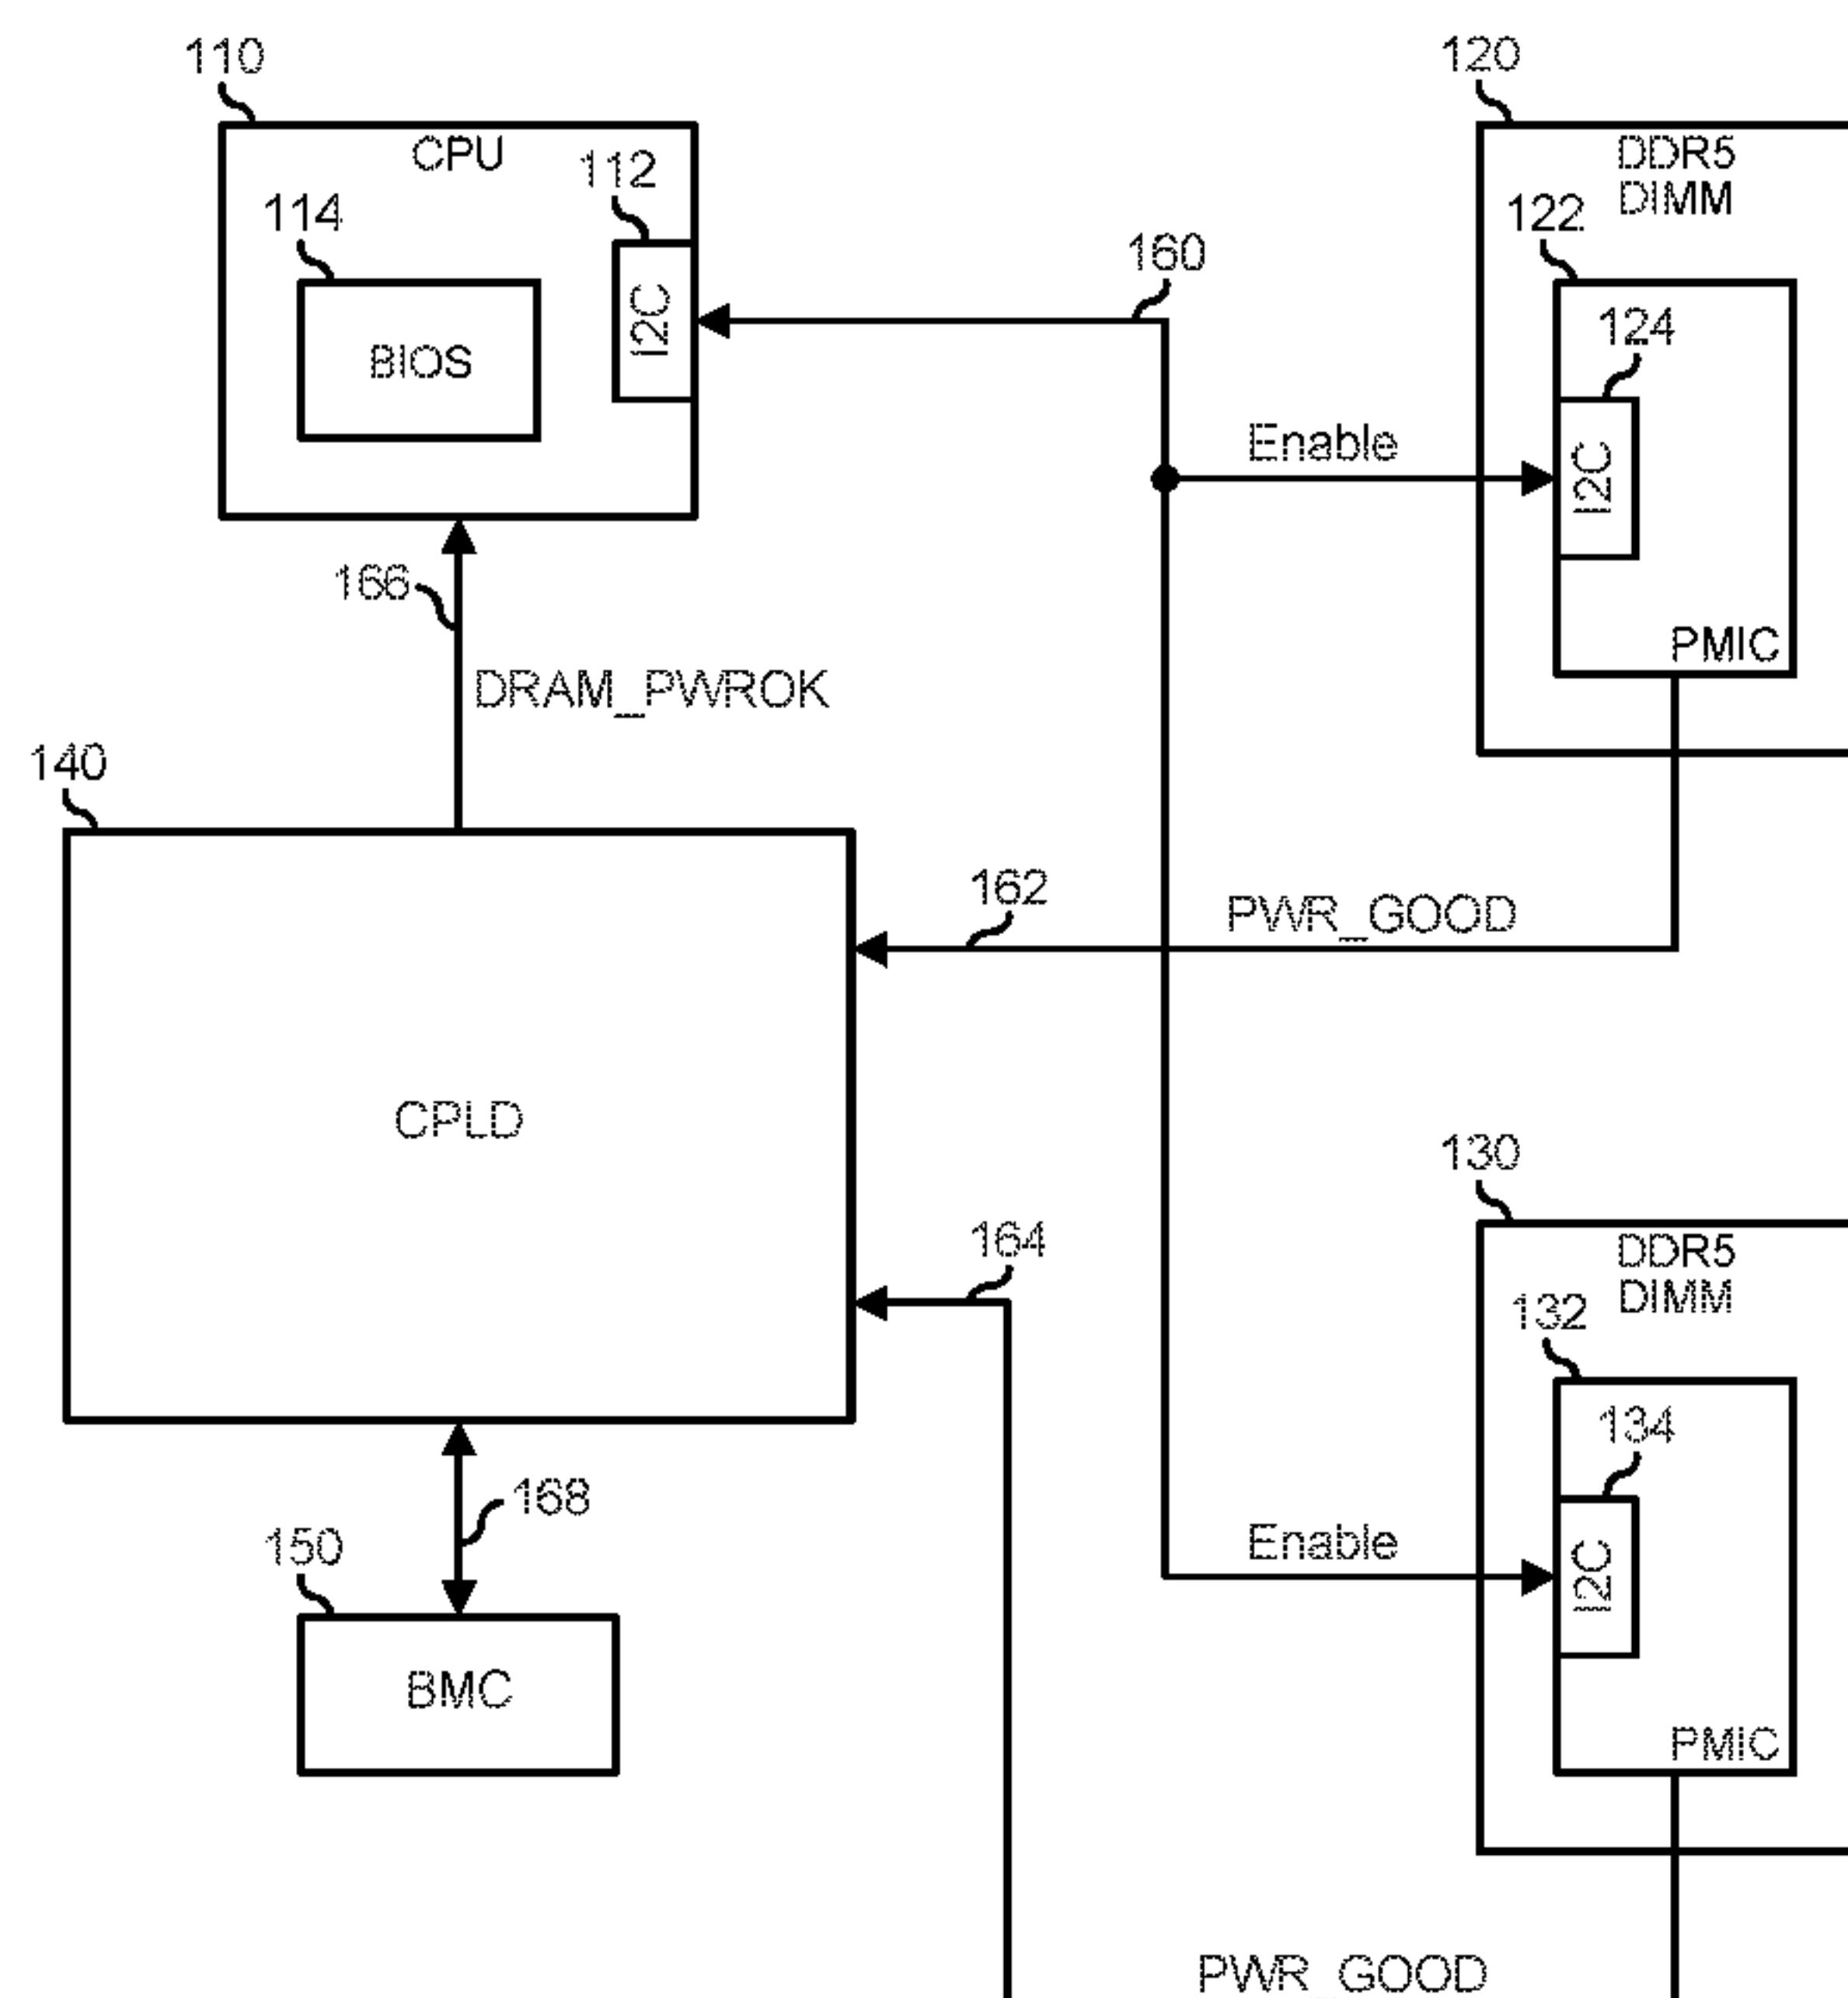 110
CPU
112
114
I2C
BIOS
160
120
DDR5
DIMM
122
124
Enable
I2C
PMIC
166
DRAM_PWROK
140
162
PWR_GOOD
CPLD
164
130
DDR5
DIMM
132
134
168
Enable
I2C
150
BMC
PMIC
PWR_GOOD